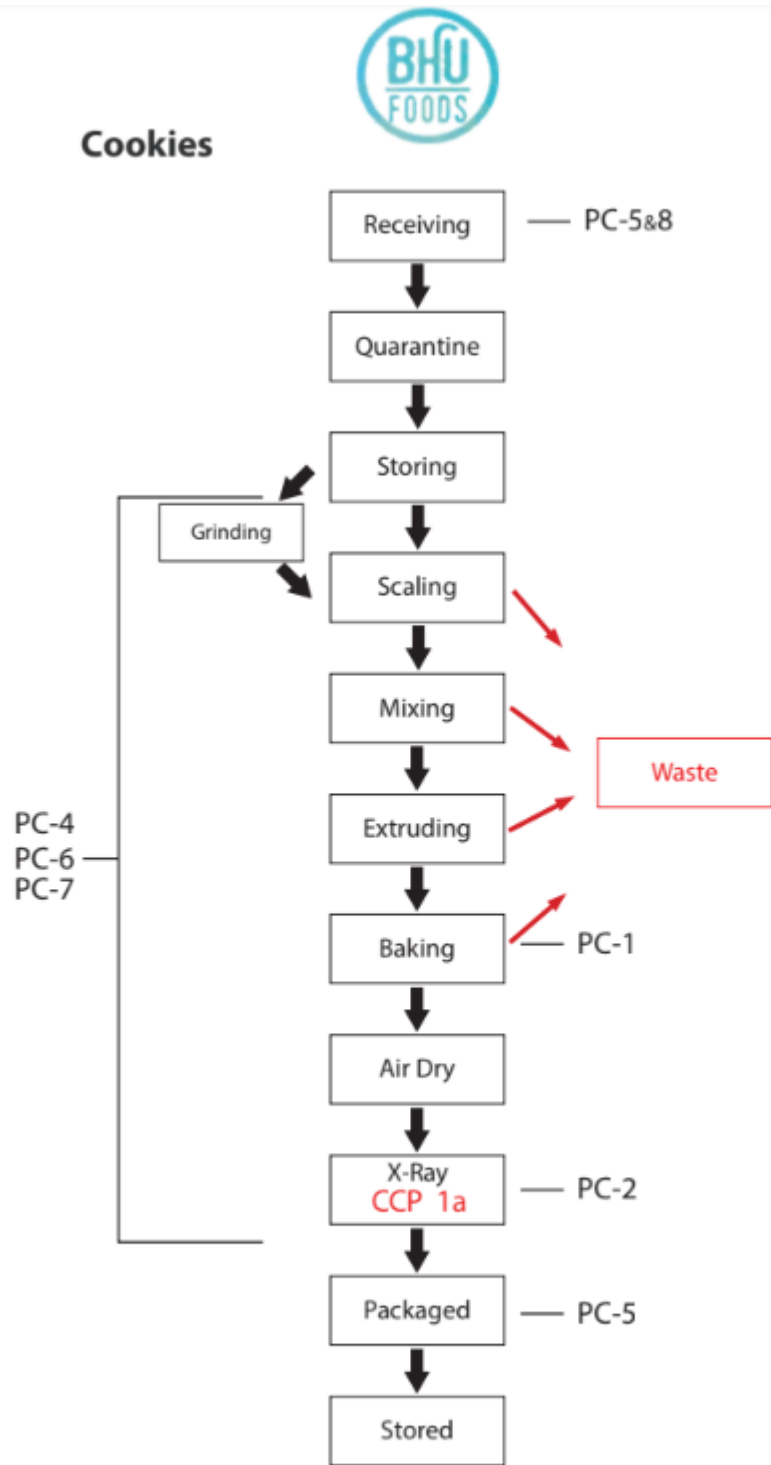 BHU
FOODS
Cookies
Receiving
PC-5&8
Quarantine
Storing
Grinding
Scaling
Mixing
Waste
Extruding
PC-4
PC-6
PC-7
Baking
PC-1
Air Dry
X-Ray
CCP 1a
PC-2
Packaged
PC-5
Stored